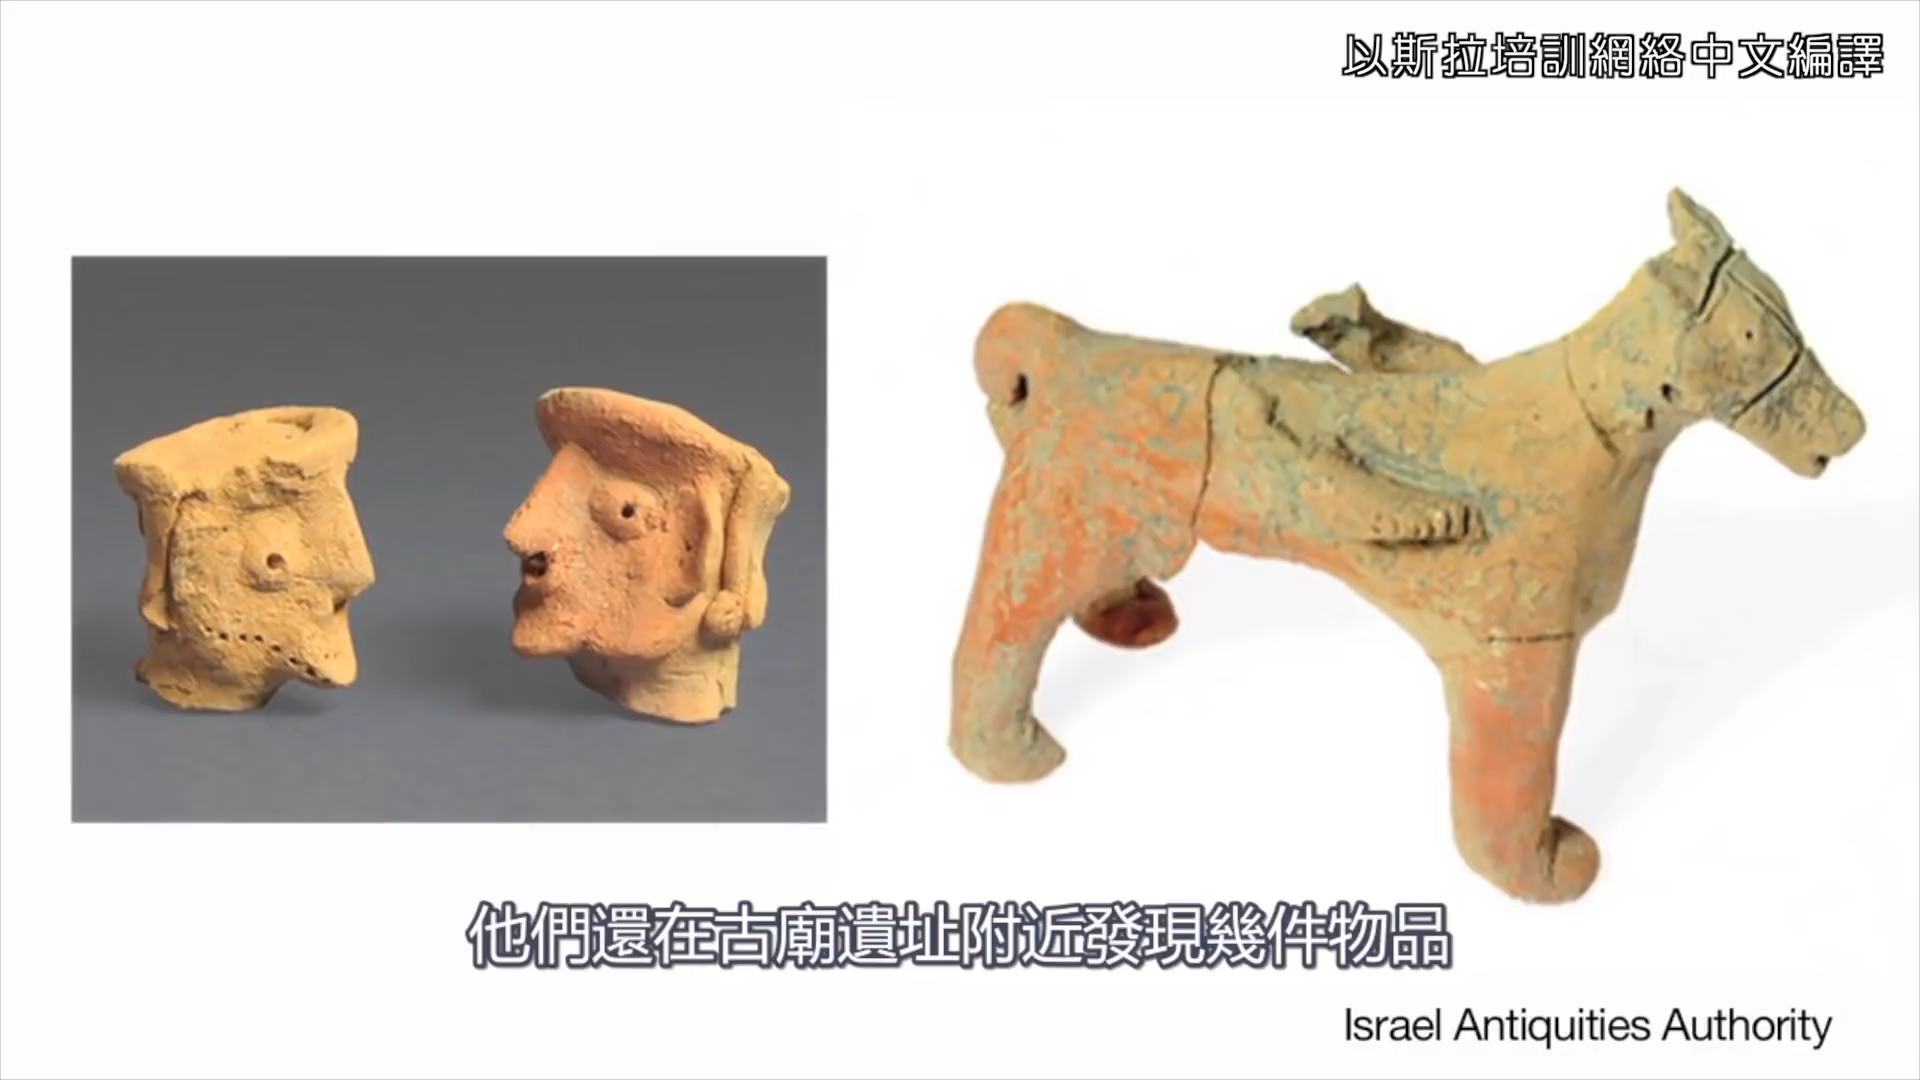 以斯拉培訓網絡中文編譯
他們還在古廟遺址附近發現幾件物品
Israel Antiquities Authority